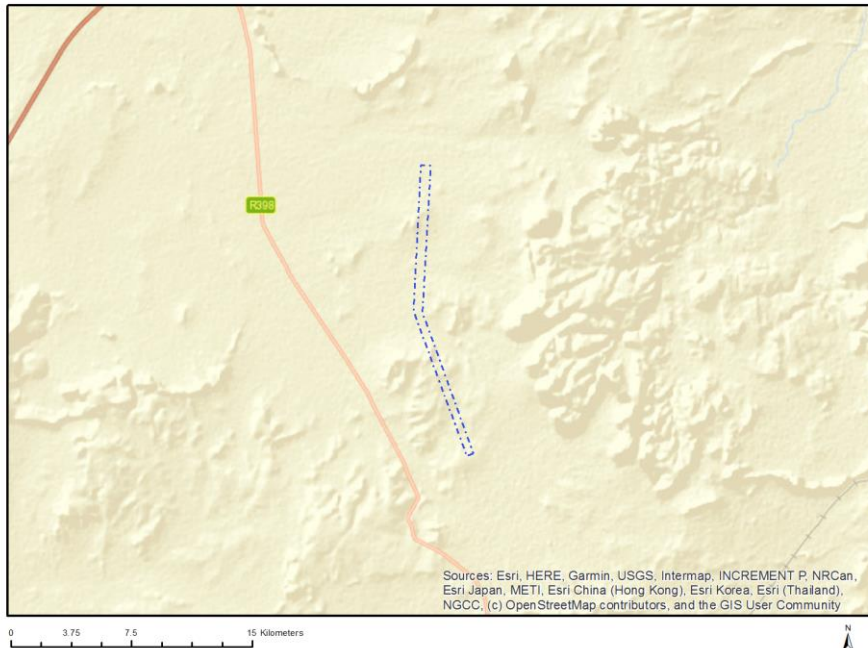 R398
Sources: Esri, HERE, Garmin, USGS, Intermap, INCREMENT P, NRCan,
Esri Japan, METI, Esri China (Hong Kong), Esri Korea, Esri (Thailand),
NGCC, (c) OpenStreetMap contributors, and the GIS User Community
0 3.75 7.5 15 Kilometers
N